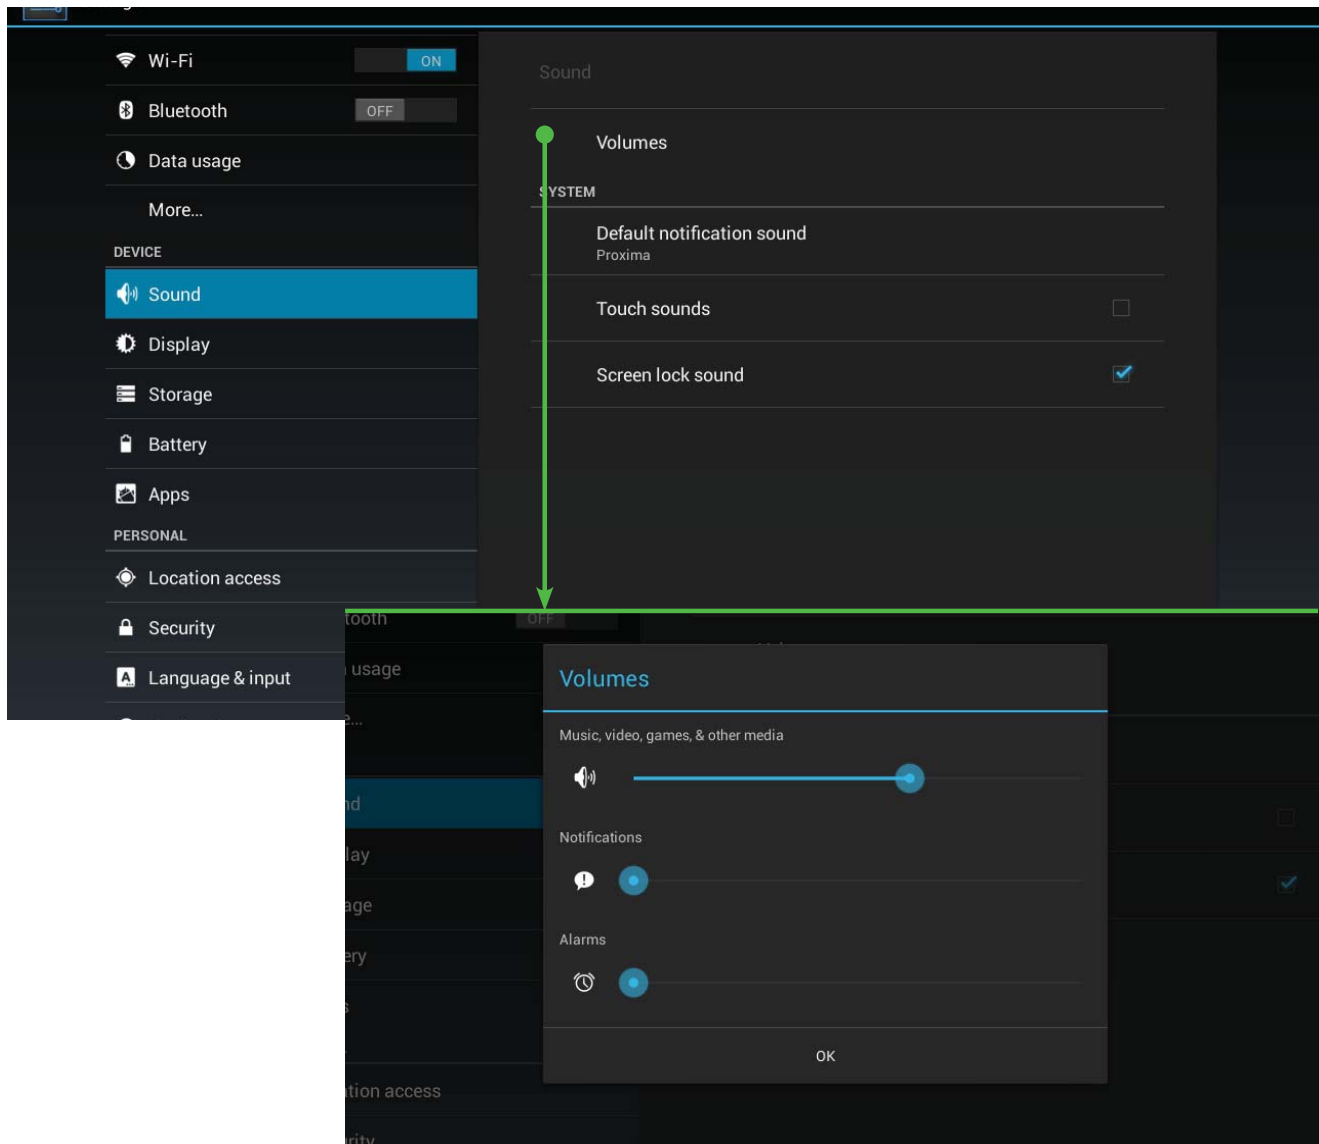 Wi-Fi ON
Bluetooth OFF
Data usage
More...
DEVICE
Sound
Display
Storage
Battery
Apps
PERSONAL
Location access
Security
Language & input
Sound
Volumes
SYSTEM
Default notification sound
Proxima
Touch sounds
Screen lock sound
tooth OFF
usage
nd
lay
age
ery
s
ation access
urity
Volumes
Music, video, games, & other media
Notifications
Alarms
OK